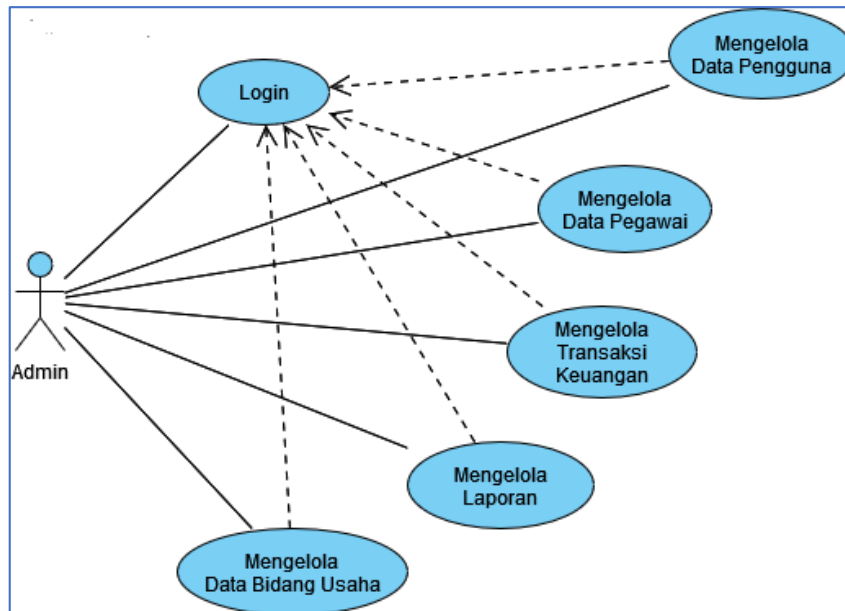 Mengelola
Data Pengguna
Login
Mengelola
Data Pegawai
Admin
Mengelola
Transaksi
Keuangan
Mengelola
Laporan
Mengelola
Data Bidang Usaha